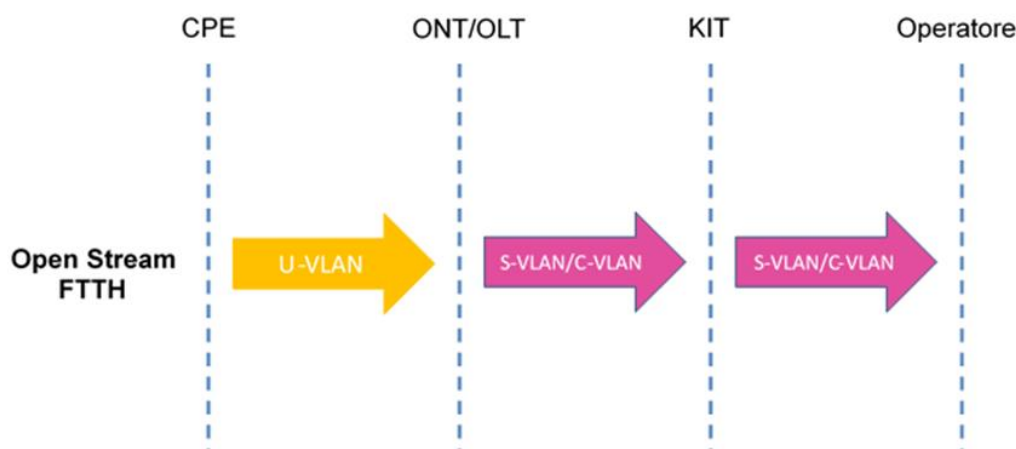 CPE
ONT/OLT
KIT
Operatore
Open Stream
FTTH
U-VLAN
S-VLAN/C-VLAN
S-VLAN/C-VLAN